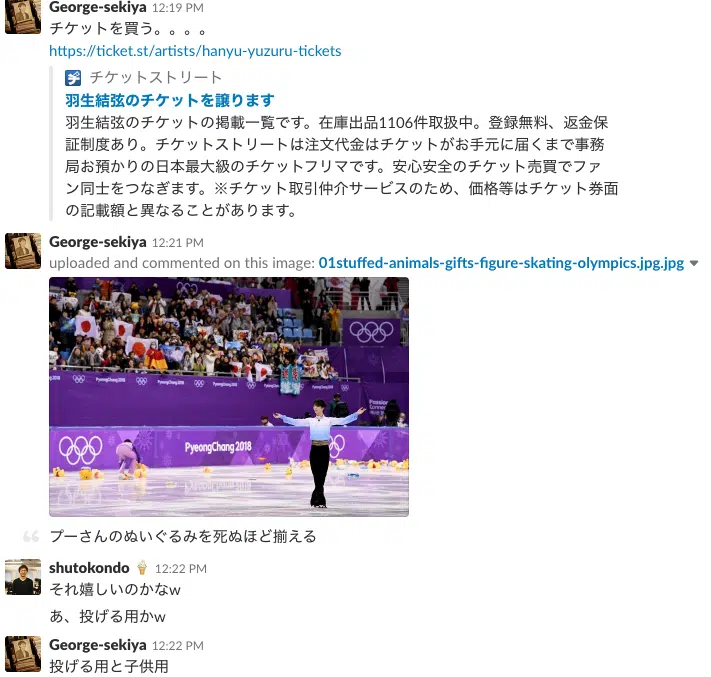 George-sekiya 12:19 PM
チケットを買う。。。。
https://ticket.st/artists/hanyu-yuzuru-tickets
チケットストリート
羽生結弦のチケットを譲ります
羽生結弦のチケットの掲載一覧です。在庫出品1106件取扱中。登録無料、返金保
証制度あり。チケットストリートは注文代金はチケットがお手元に届くまで事務
局お預かりの日本最大級のチケットフリマです。安心安全のチケット売買でファ
ン同士をつなぎます。※チケット取引仲介サービスのため、価格等はチケット券面
の記載額と異なることがあります。
George-sekiya 12:21 PM
uploaded and commented on this image: 01stuffed-animals-gifts-figure-skating-olympics.jpg.jpg
PyeongChang 2018
プーさんのぬいぐるみを死ぬほど揃える
shutokondo 12:22 PM
それ嬉しいのかなw
あ、投げる用かw
George-sekiya 12:22 PM
投げる用と子供用